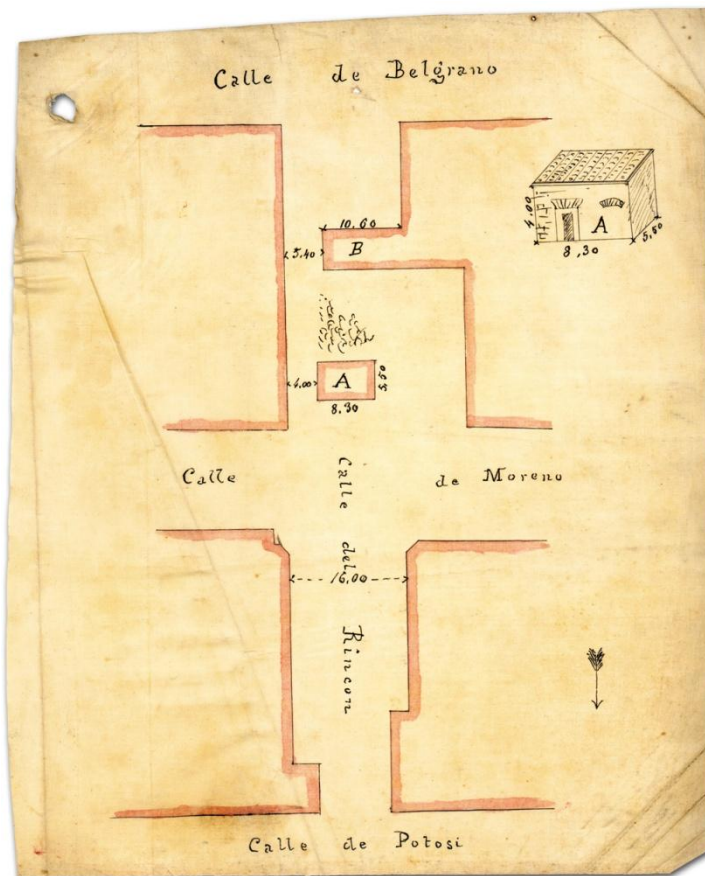 Calle de Belgrano
10.60
5.40
B
4.00
A
8,30
5.50
4.00
A
5.50
8.30
Calle de Moreno
Calle del Rincon
16.00
Calle de Potosi